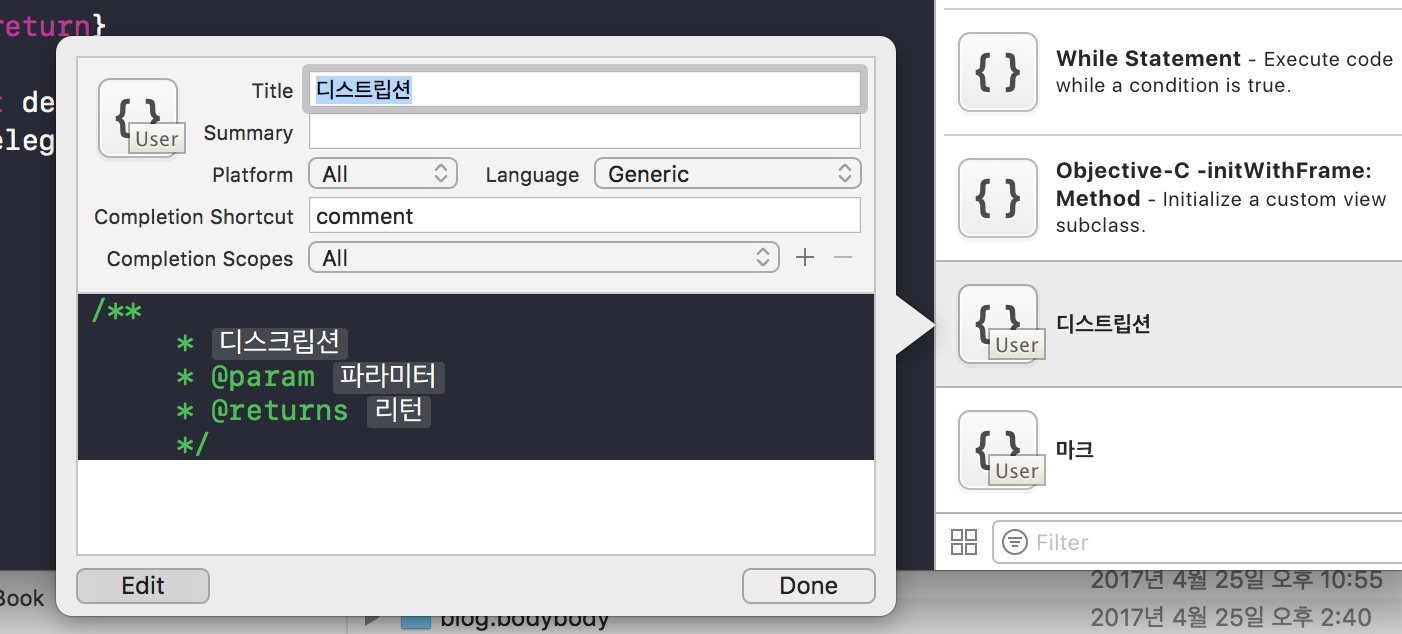 return}
de
eleg
Title 디스트립션
User
Summary
Platform All Language Generic
Completion Shortcut comment
Completion Scopes All
/**
* 디스크립션
* @param 파라미터
* @returns 리턴
*/
Edit Done
{ } While Statement - Execute code
while a condition is true.
{ } Objective-C -initWithFrame:
Method - Initialize a custom view
subclass.
{ } User 디스트립션
{ } User 마크
Filter
Book
blog.bodybody
2017년 4월 25일 오후 10:55
2017년 4월 25일 오후 2:40